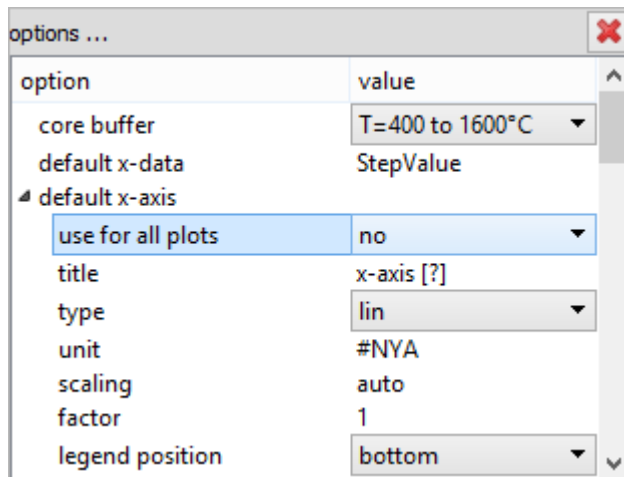 options ...
option value
core buffer T=400 to 1600°C
default x-data StepValue
default x-axis
use for all plots no
title x-axis [?]
type lin
unit #NYA
scaling auto
factor 1
legend position bottom